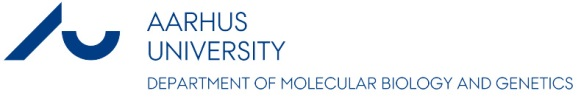 AARHUS
UNIVERSITY
DEPARTMENT OF MOLECULAR BIOLOGY AND GENETICS